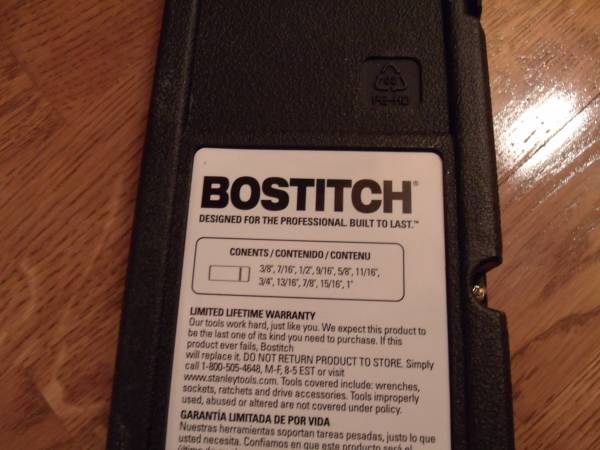 PE-HD
BOSTITCH®
DESIGNED FOR THE PROFESSIONAL. BUILT TO LAST.™
CONENTS / CONTENIDO / CONTENU
3/8", 7/16", 1/2", 9/16", 5/8", 11/16",
3/4", 13/16", 7/8", 15/16", 1"
LIMITED LIFETIME WARRANTY
Our tools work hard, just like you. We expect this product to
be the last one of its kind you need to purchase. If this
product ever fails, Bostitch
will replace it. DO NOT RETURN PRODUCT TO STORE. Simply
call 1-800-505-4648, M-F, 8-5 EST or visit
www.stanleytools.com. Tools covered include: wrenches,
sockets, ratchets and drive accessories. Tools improperly
used, abused or altered are not covered under policy.
GARANTÍA LIMITADA DE POR VIDA
Nuestras herramientas soportan tareas pesadas, justo lo que
usted necesita. Confiamos en que este producto será el